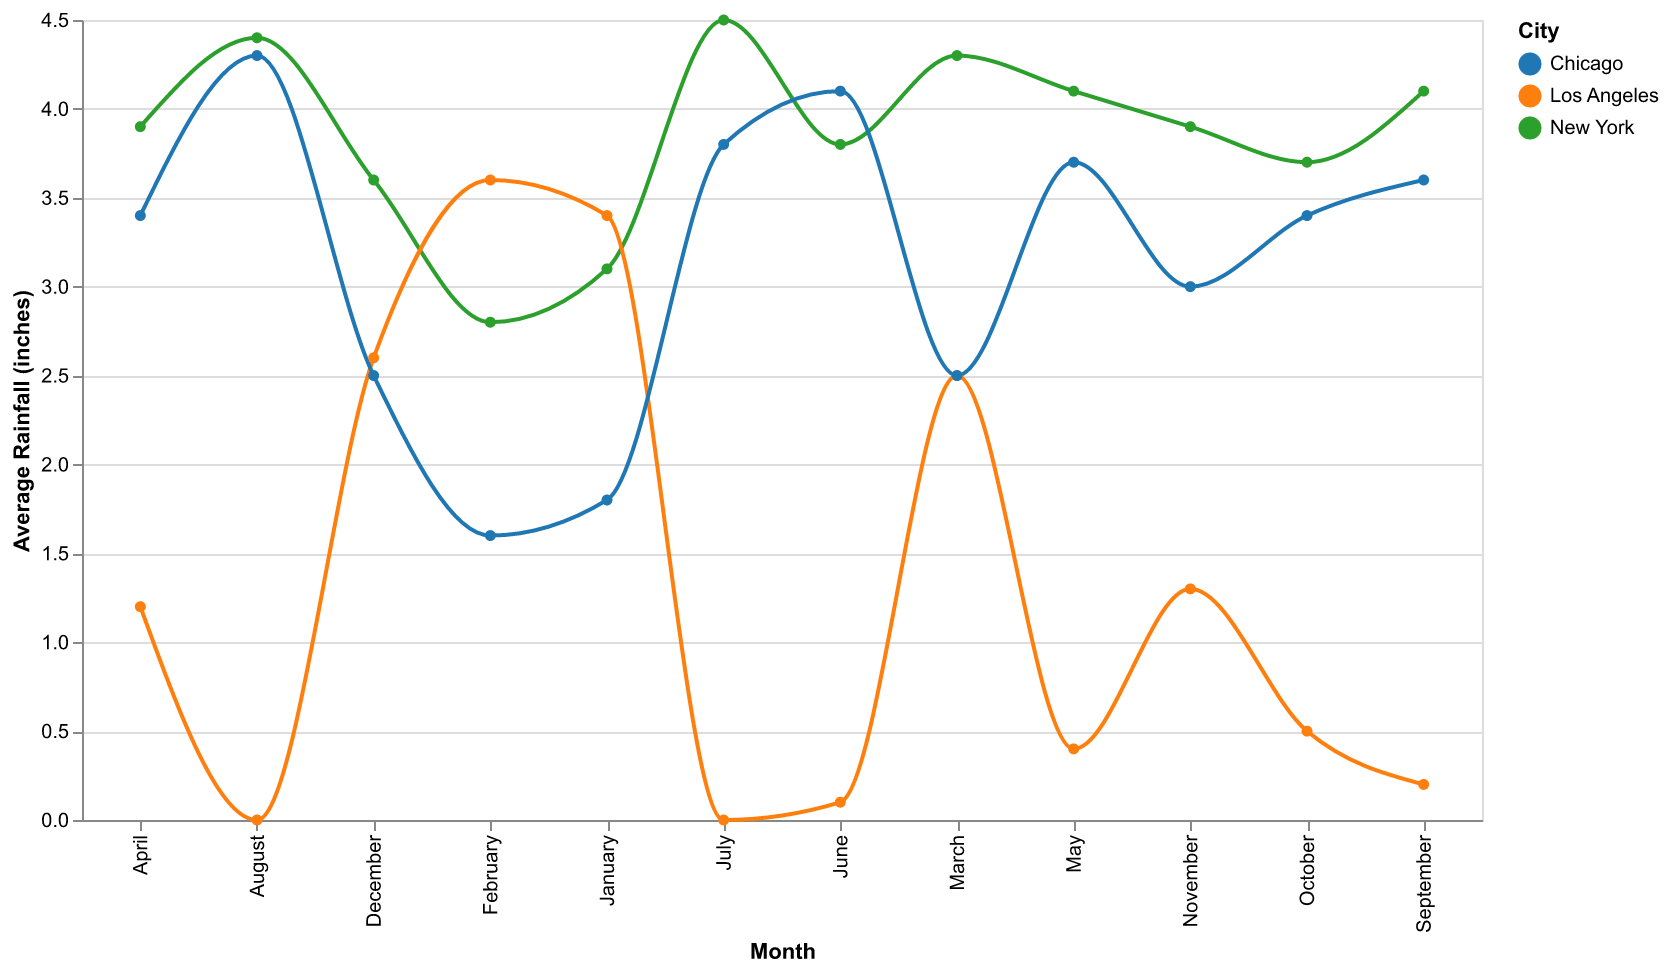 4.5
4.0
3.5
3.0
2.5
2.0
1.5
1.0
0.5
0.0
Average Rainfall (inches)
April
August
December
February
January
July
June
March
May
November
October
September
Month
City
Chicago
Los Angeles
New York